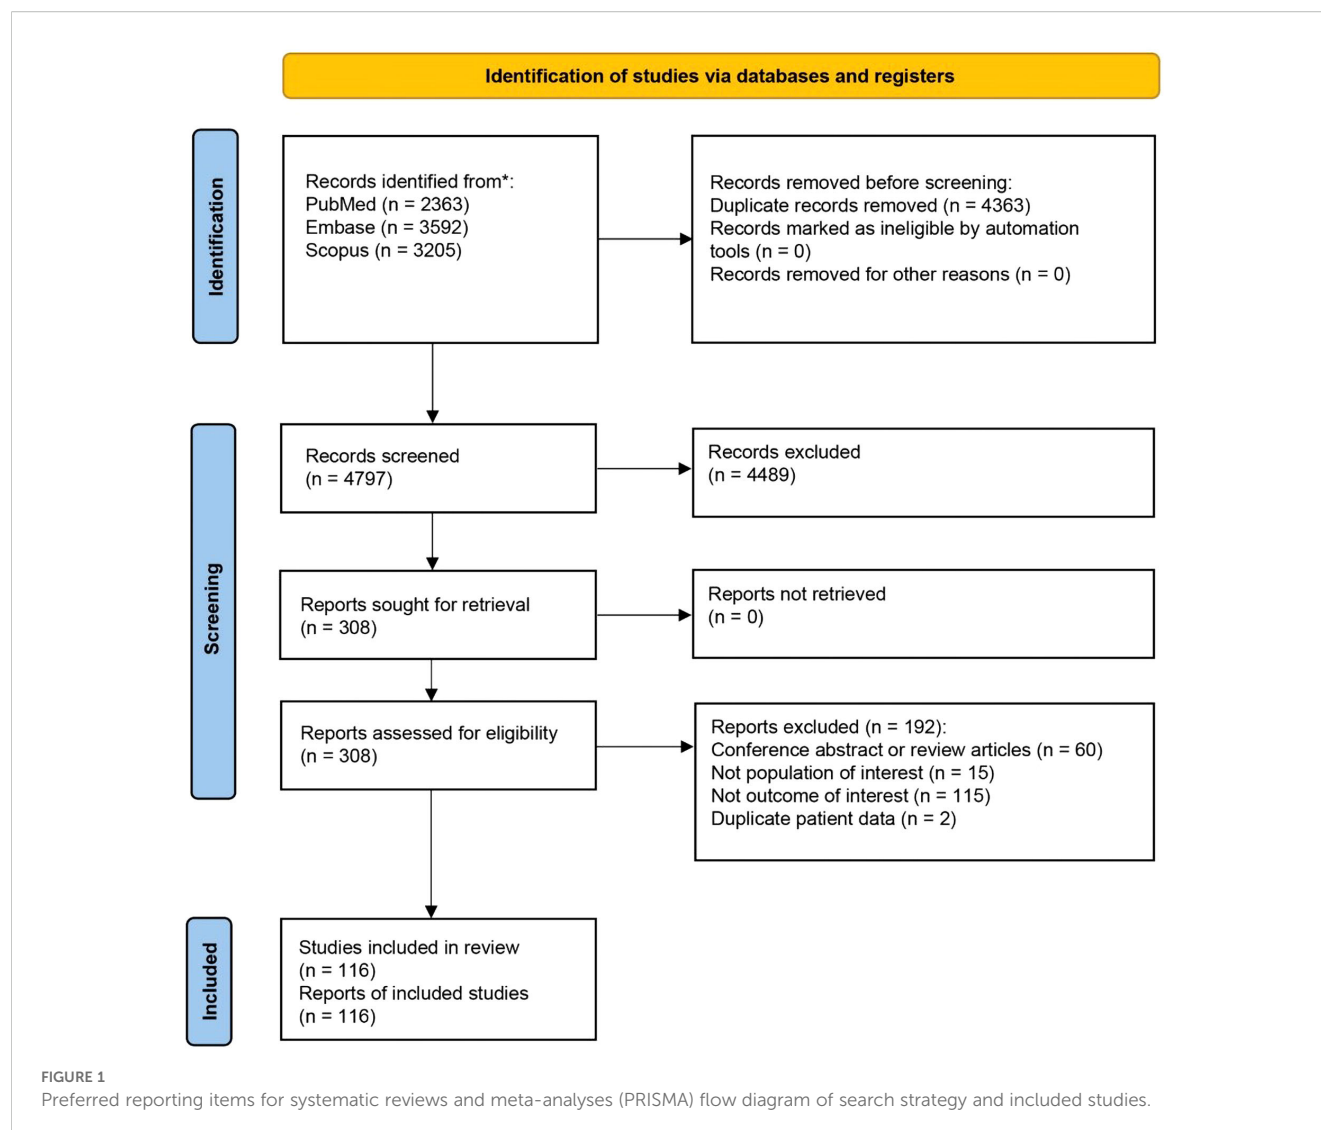 Identification of studies via databases and registers
Identification
Records identified from*:
PubMed (n = 2363)
Embase (n = 3592)
Scopus (n = 3205)
Records removed before screening:
Duplicate records removed (n = 4363)
Records marked as ineligible by automation
tools (n = 0)
Records removed for other reasons (n = 0)
Screening
Records screened
(n = 4797)
Records excluded
(n = 4489)
Reports sought for retrieval
(n = 308)
Reports not retrieved
(n = 0)
Reports assessed for eligibility
(n = 308)
Reports excluded (n = 192):
Conference abstract or review articles (n = 60)
Not population of interest (n = 15)
Not outcome of interest (n = 115)
Duplicate patient data (n = 2)
Included
Studies included in review
(n = 116)
Reports of included studies
(n = 116)
FIGURE 1
Preferred reporting items for systematic reviews and meta-analyses (PRISMA) flow diagram of search strategy and included studies.